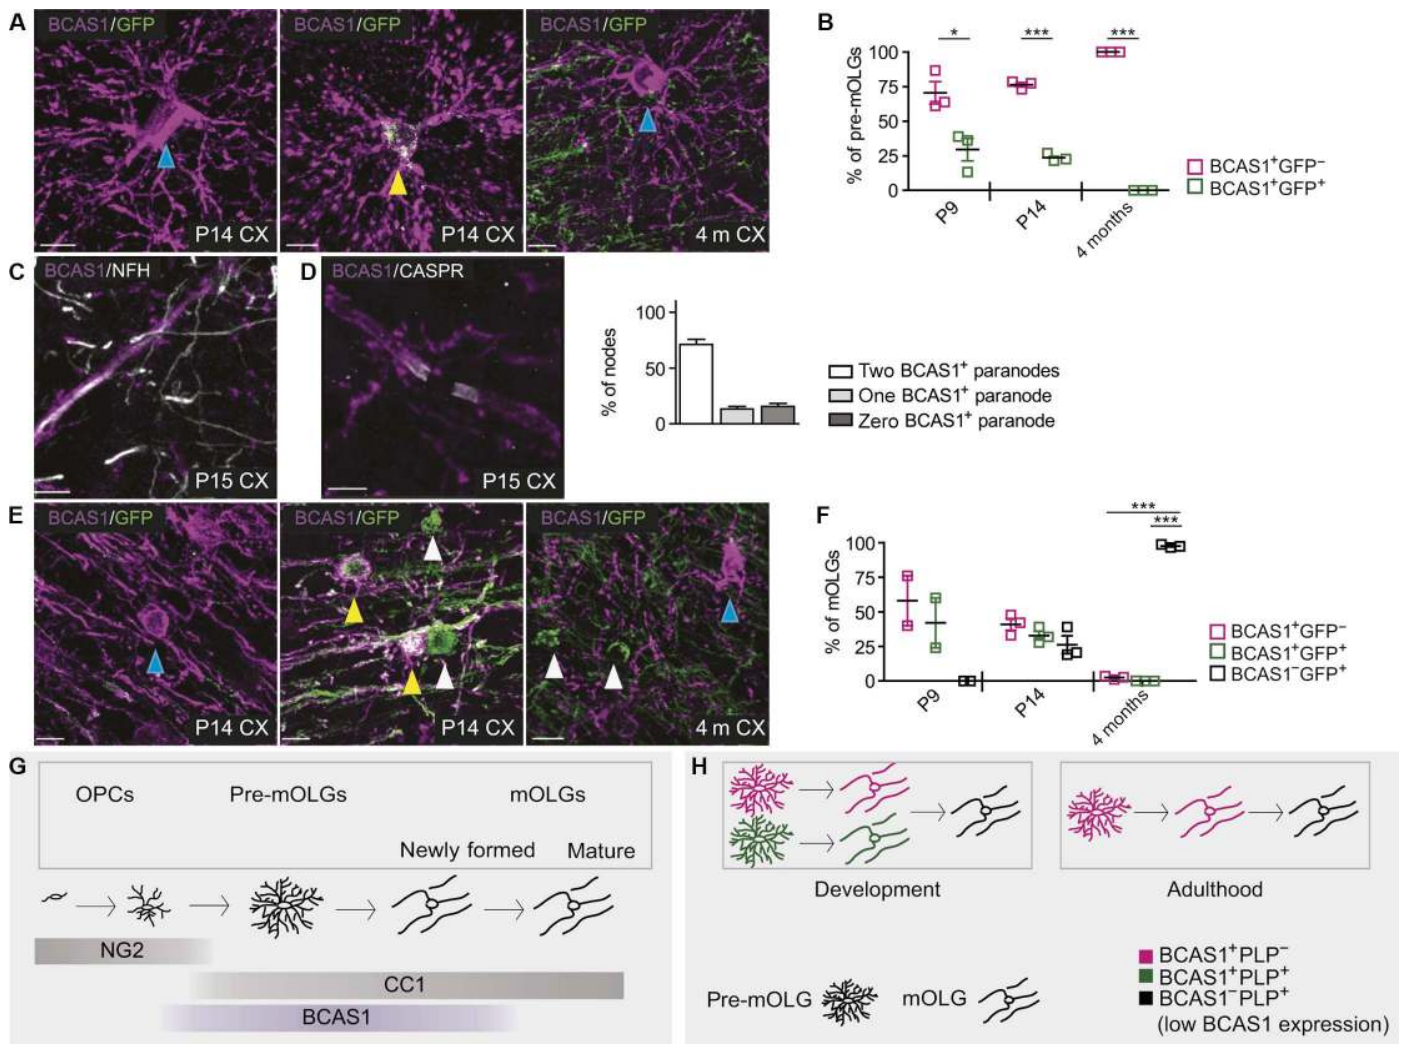 A
BCAS1/GFP
P14 CX
BCAS1/GFP
P14 CX
BCAS1/GFP
4 m CX
B
% of pre-mOLGs
100
75
50
25
0
*
***
***
P9
P14
4 months
BCAS1⁺GFP⁻
BCAS1⁺GFP⁺
C
BCAS1/NFH
P15 CX
D
BCAS1/CASPR
P15 CX
% of nodes
100
50
0
Two BCAS1⁺ paranodes
One BCAS1⁺ paranode
Zero BCAS1⁺ paranode
E
BCAS1/GFP
P14 CX
BCAS1/GFP
P14 CX
BCAS1/GFP
4 m CX
F
% of mOLGs
100
75
50
25
0
***
***
P9
P14
4 months
BCAS1⁺GFP⁻
BCAS1⁺GFP⁺
BCAS1⁻GFP⁺
G
OPCs Pre-mOLGs mOLGs
Newly formed Mature
NG2
CC1
BCAS1
H
Development
Adulthood
Pre-mOLG mOLG
BCAS1⁺PLP⁻
BCAS1⁺PLP⁺
BCAS1⁻PLP⁺
(low BCAS1 expression)